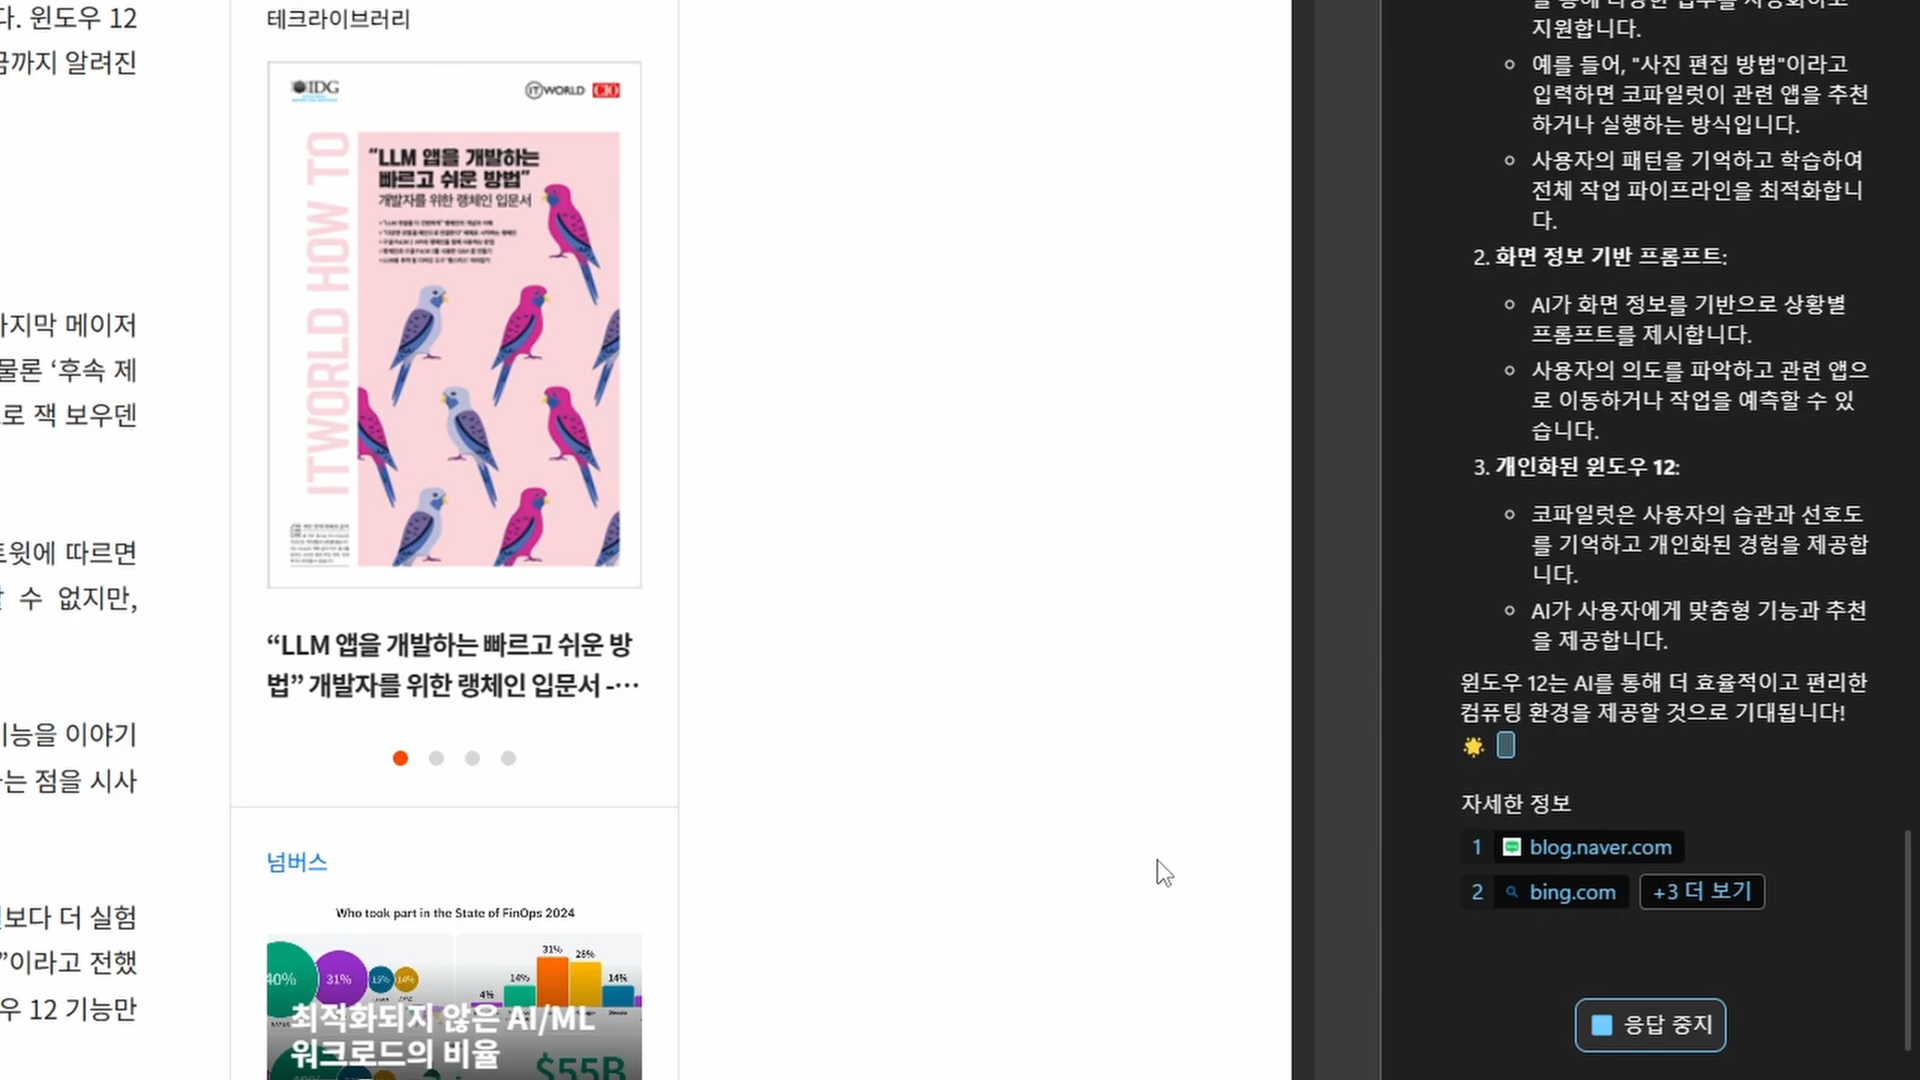 다. 윈도우 12
금까지 알려진
마지막 메이저
물론 ‘후속 제
으로 잭 보우덴
트윗에 따르면
할 수 없지만,
기능을 이야기
는 점을 시사
보다 더 실험
”이라고 전했
우 12 기능만
테크라이브러리
IDG
ITWORLD CIO
ITWORLD HOW TO
“LLM 앱을 개발하는
빠르고 쉬운 방법”
개발자를 위한 랭체인 입문서
“LLM 앱을 개발하는 빠르고 쉬운 방
법” 개발자를 위한 랭체인 입문서 -…
넘버스
Who took part in the State of FinOps 2024
40% 31% 15% 14%
4% 14% 31% 28% 14%
최적화되지 않은 AI/ML
워크로드의 비율
$55B
지원합니다.
예를 들어, "사진 편집 방법"이라고
입력하면 코파일럿이 관련 앱을 추천
하거나 실행하는 방식입니다.
사용자의 패턴을 기억하고 학습하여
전체 작업 파이프라인을 최적화합니
다.
2. 화면 정보 기반 프롬프트:
AI가 화면 정보를 기반으로 상황별
프롬프트를 제시합니다.
사용자의 의도를 파악하고 관련 앱으
로 이동하거나 작업을 예측할 수 있
습니다.
3. 개인화된 윈도우 12:
코파일럿은 사용자의 습관과 선호도
를 기억하고 개인화된 경험을 제공합
니다.
AI가 사용자에게 맞춤형 기능과 추천
을 제공합니다.
윈도우 12는 AI를 통해 더 효율적이고 편리한
컴퓨팅 환경을 제공할 것으로 기대됩니다!
자세한 정보
1 blog.naver.com
2 bing.com +3 더 보기
응답 중지